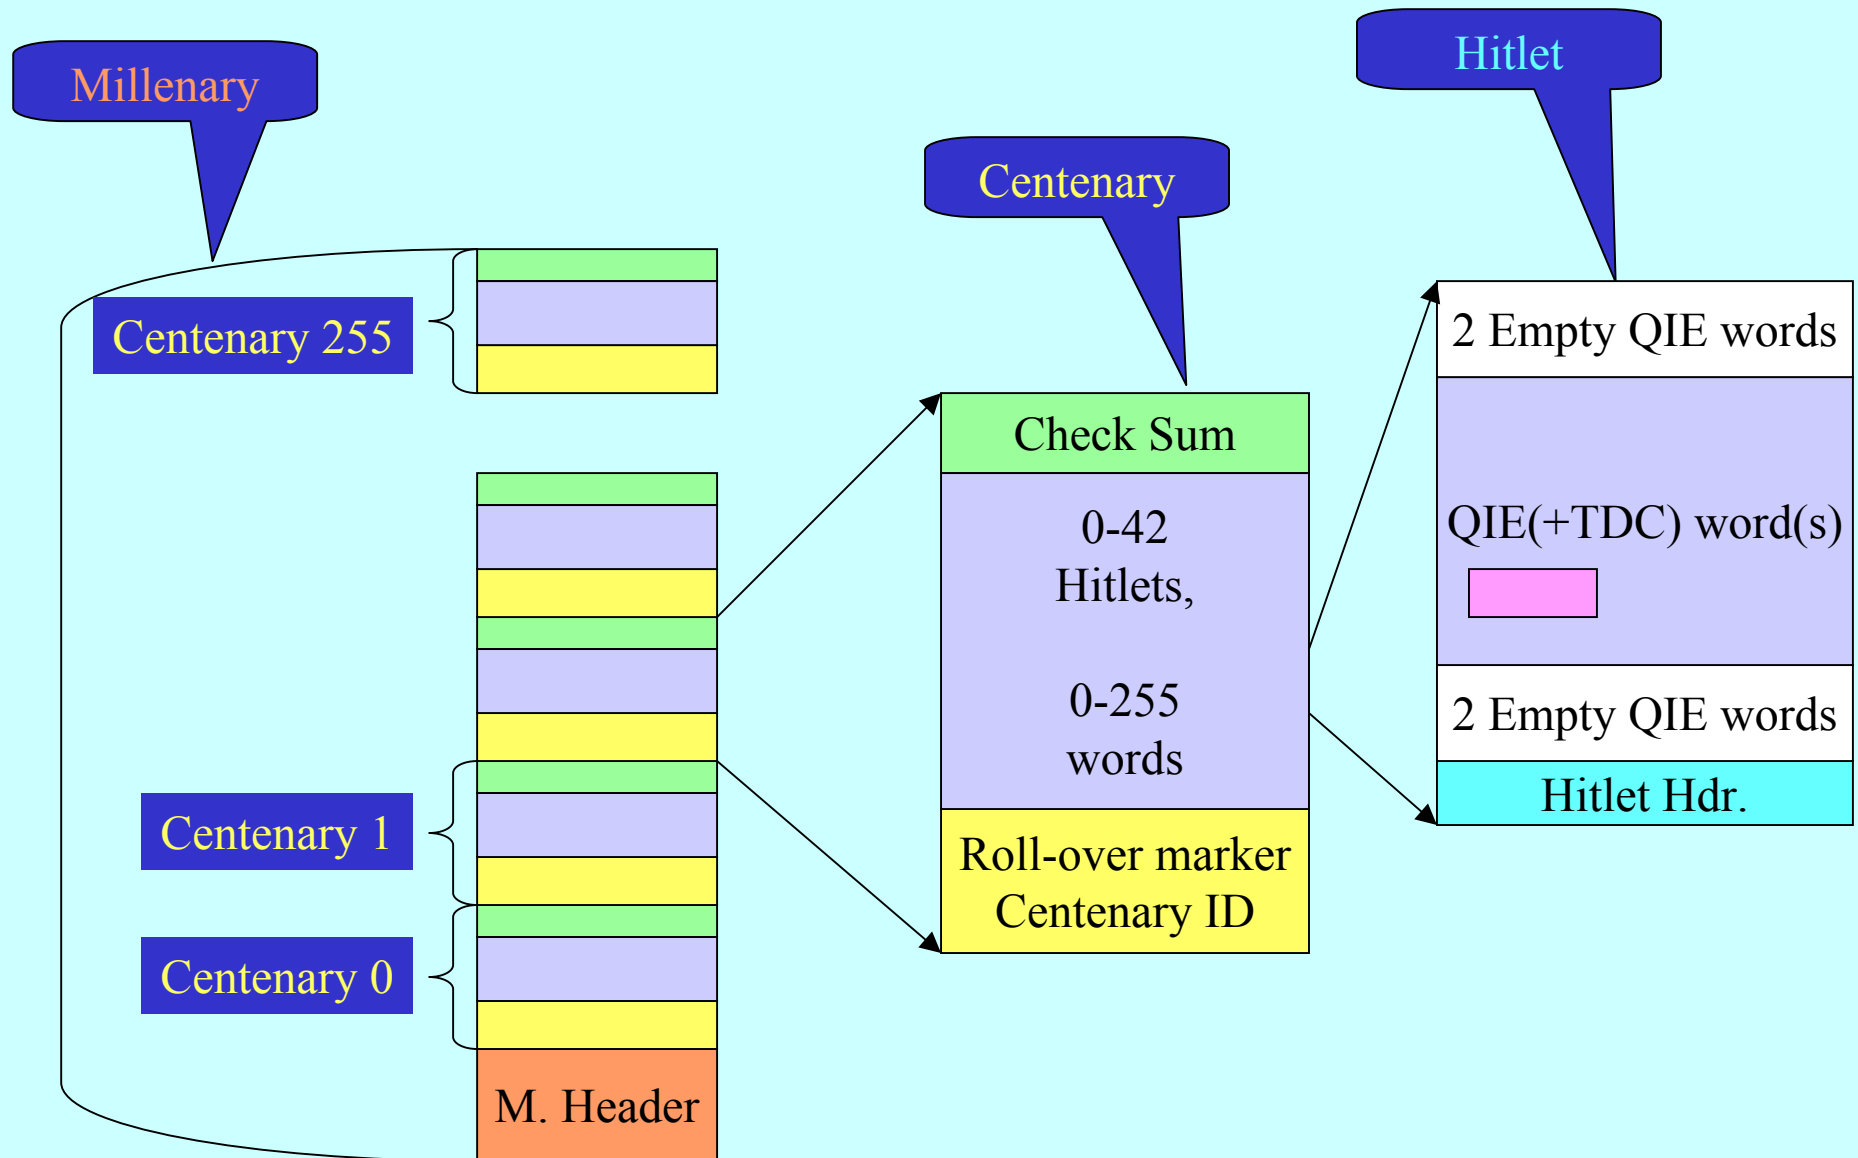 Millenary
Centenary 255
Centenary 1
Centenary 0
M. Header
Centenary
Check Sum
0-42
Hitlets,
0-255
words
Roll-over marker
Centenary ID
Hitlet
2 Empty QIE words
QIE(+TDC) word(s)
2 Empty QIE words
Hitlet Hdr.